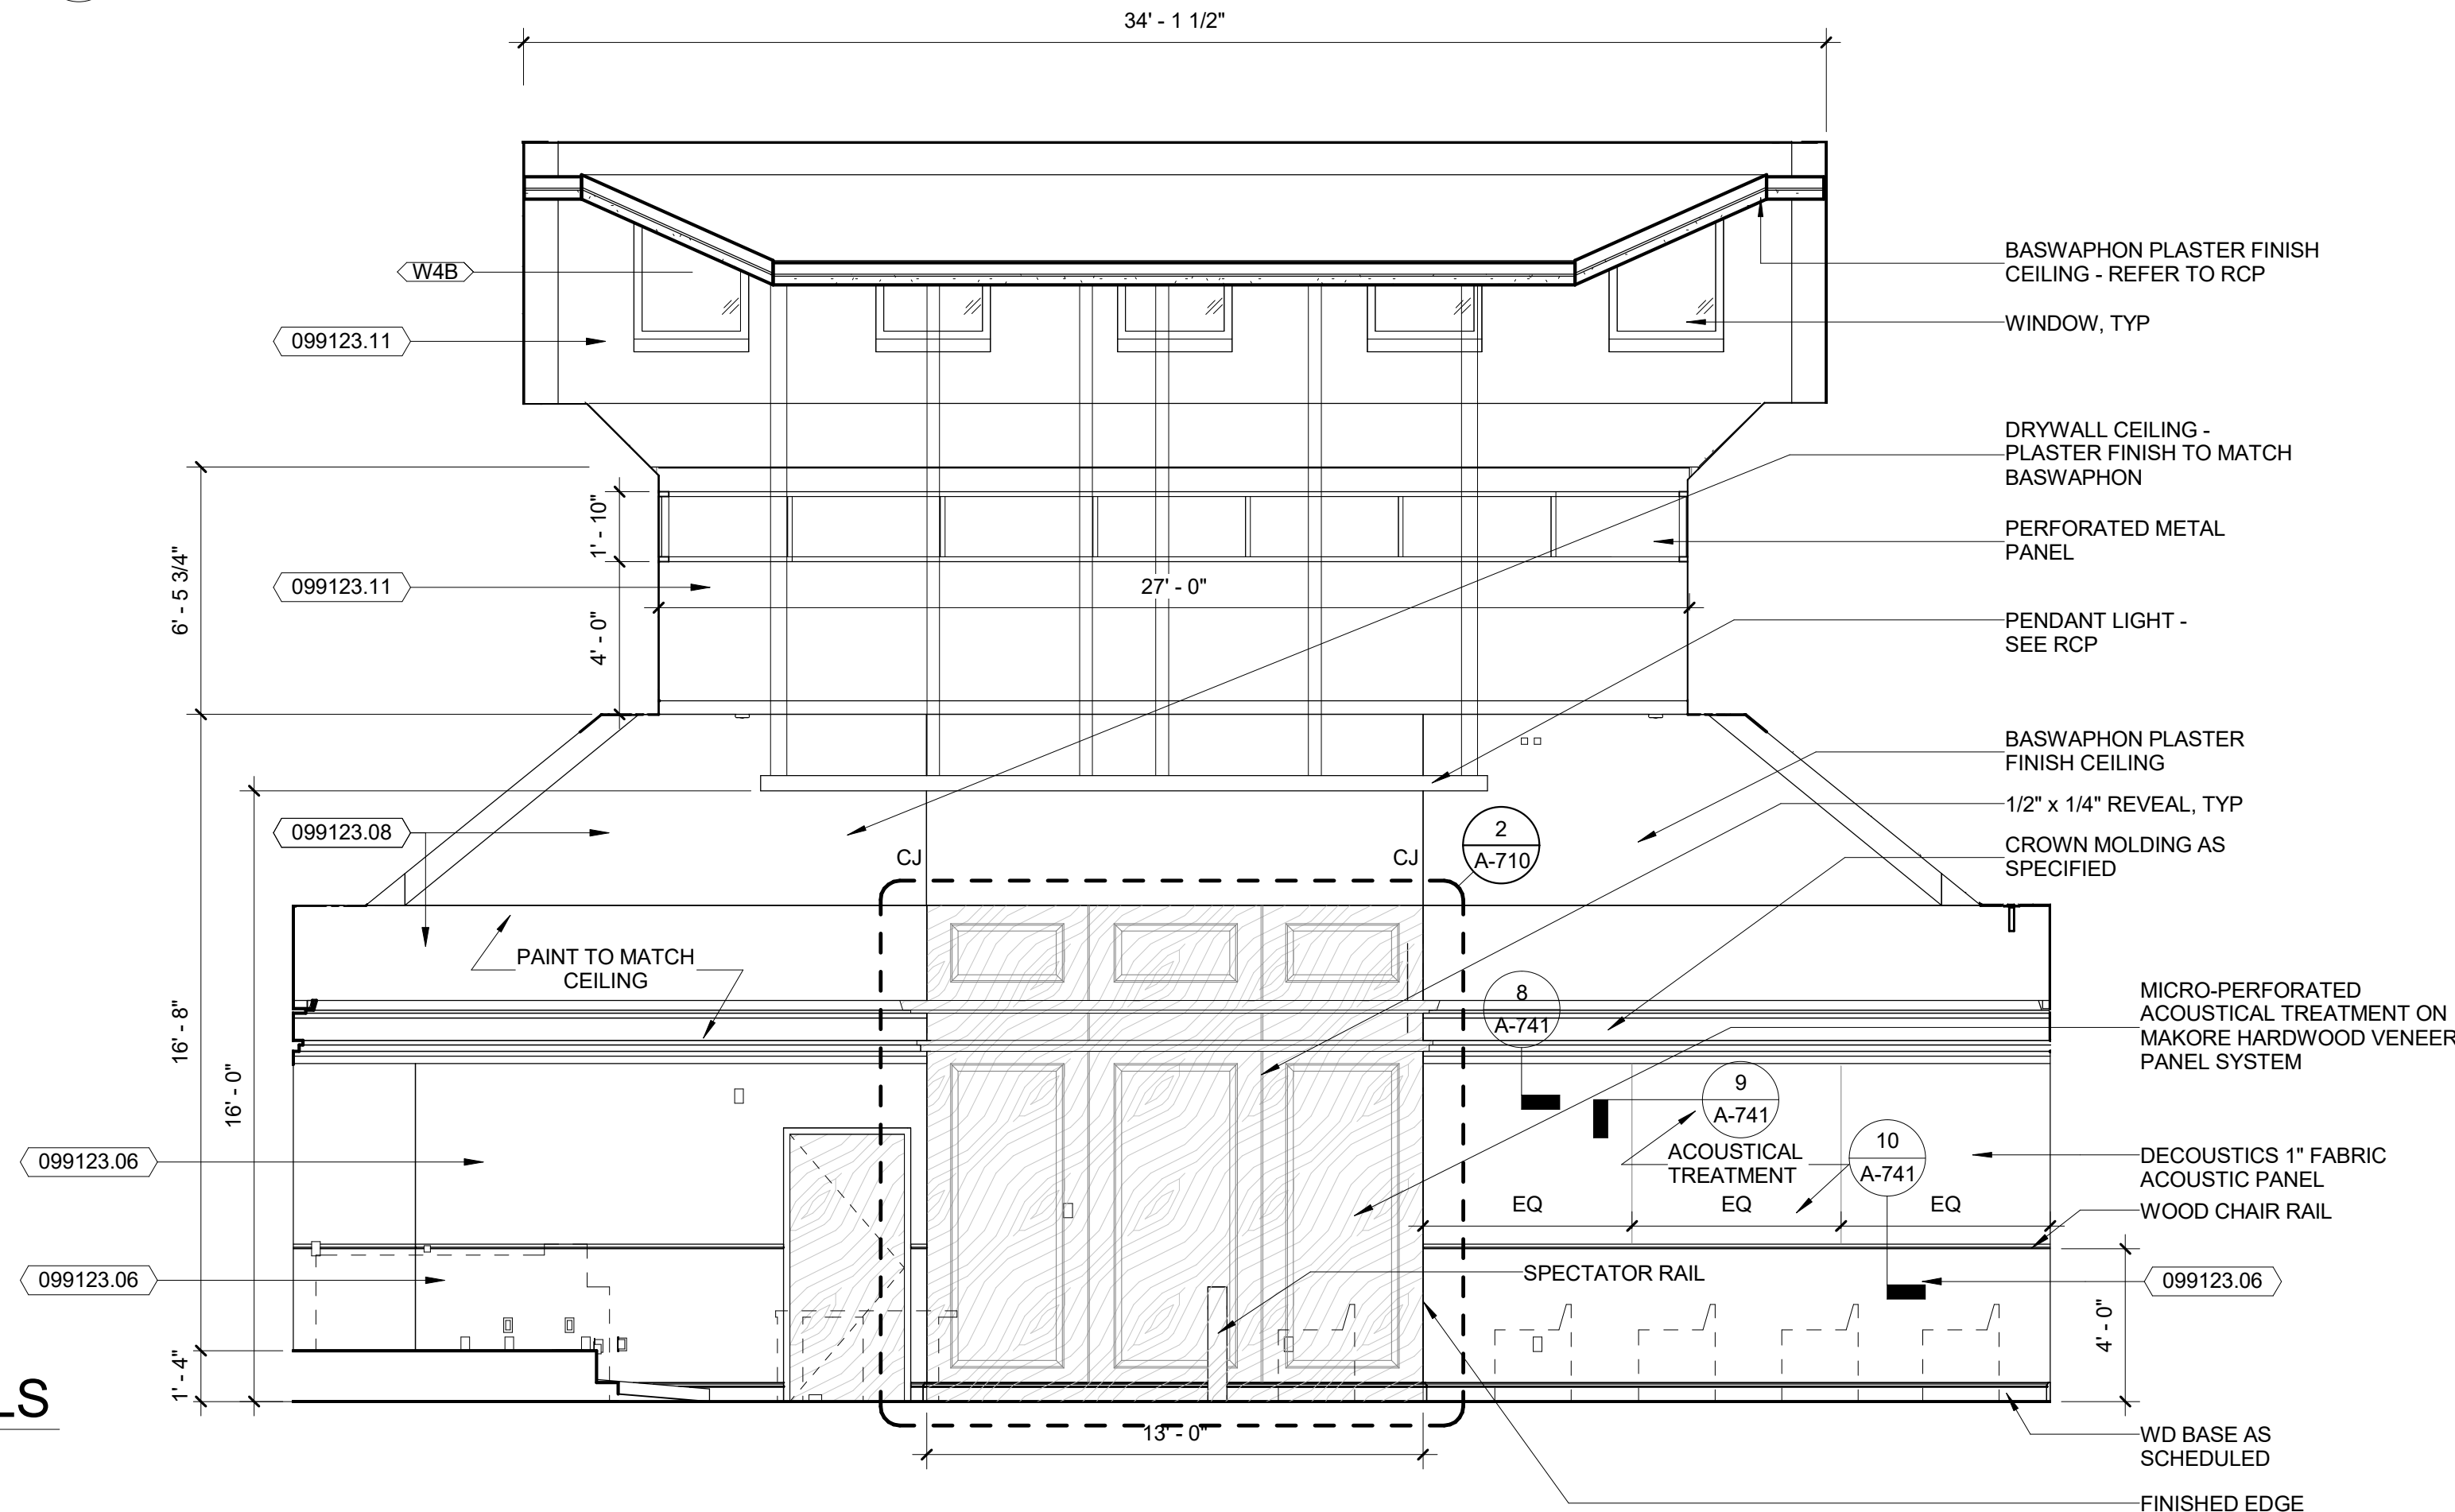 34' - 1 1/2"
BASWAPHON PLASTER FINISH
CEILING - REFER TO RCP
W4B
WINDOW, TYP
099123.11
DRYWALL CEILING -
PLASTER FINISH TO MATCH
BASWAPHON
1' - 10"
PERFORATED METAL
PANEL
6' - 5 3/4"
099123.11
27' - 0"
4' - 0"
PENDANT LIGHT -
SEE RCP
BASWAPHON PLASTER
FINISH CEILING
1/2" x 1/4" REVEAL, TYP
099123.08
2
A-710
CJ
CJ
CROWN MOLDING AS
SPECIFIED
PAINT TO MATCH
CEILING
8
A-741
MICRO-PERFORATED
ACOUSTICAL TREATMENT ON
MAKORE HARDWOOD VENEER
PANEL SYSTEM
16' - 8"
16' - 0"
9
A-741
10
A-741
ACOUSTICAL
TREATMENT
099123.06
DECOUSTICS 1" FABRIC
ACOUSTIC PANEL
EQ
EQ
EQ
WOOD CHAIR RAIL
099123.06
SPECTATOR RAIL
099123.06
4' - 0"
1' - 4"
LS
13' - 0"
WD BASE AS
SCHEDULED
FINISHED EDGE